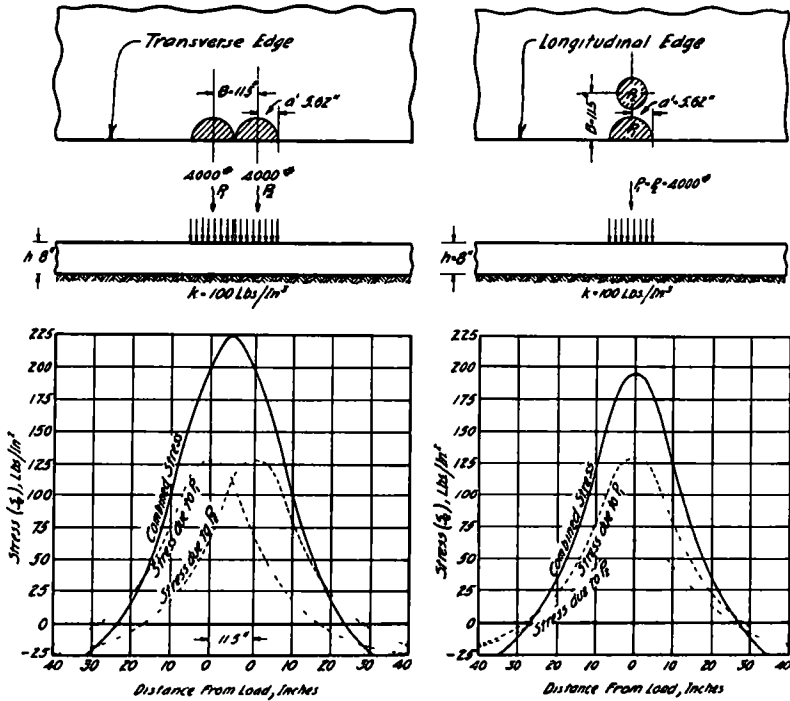 Transverse Edge
B=11.5"
a' 5.62"
4000# 4000#
P1 P2
h 8"
k=100 Lbs/In³
225
200
175
150
125
100
75
50
25
0
-25
Stress (S), Lbs/In²
Combined Stress
Stress due to P1
Stress due to P2
11.5"
40 30 20 10 0 0 10 20 30 40
Distance From Load, Inches
Longitudinal Edge
B=11.5
P2
a'=5.62"
P1
P1=P2=4000#
h=8"
k=100 Lbs/In³
225
200
175
150
125
100
75
50
25
0
-25
Stress (S), Lbs/In²
Combined Stress
Stress due to P1
Stress due to P2
40 30 20 10 0 10 20 30 40
Distance From Load, Inches